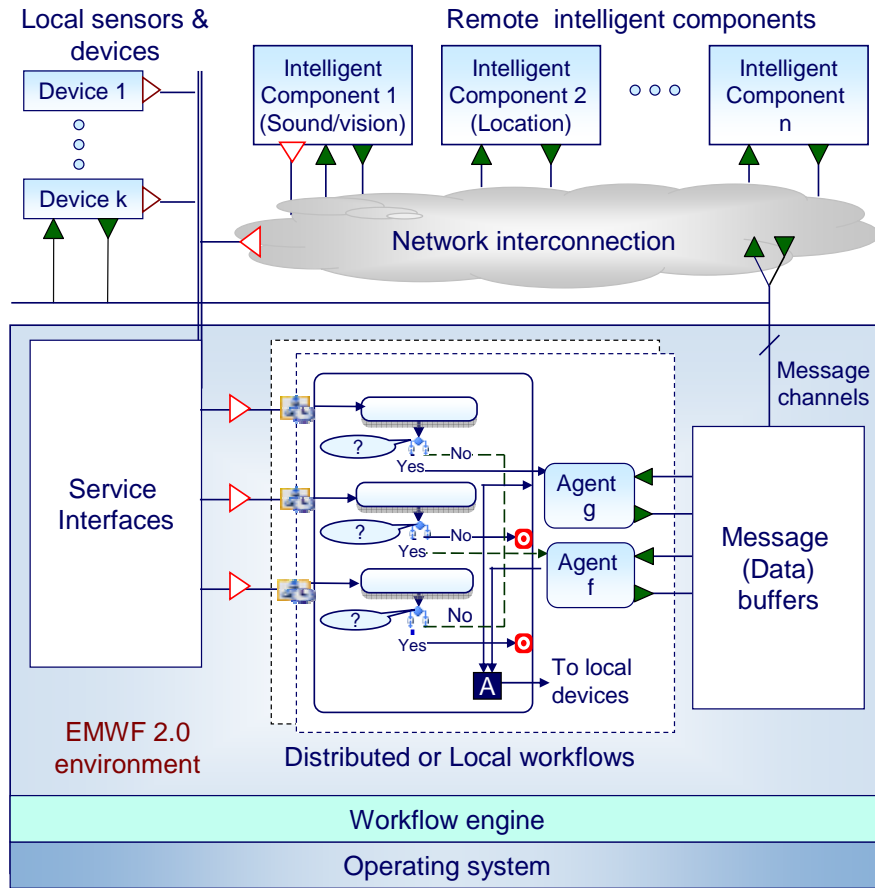 Local sensors &
devices
Remote intelligent components
Device 1
Device k
Intelligent
Component 1
(Sound/vision)
Intelligent
Component 2
(Location)
Intelligent
Component
n
Network interconnection
Message
channels
Service
Interfaces
?
No
Yes
?
No
Yes
?
No
Yes
Agent
g
Agent
f
Message
(Data)
buffers
A
To local
devices
EMWF 2.0
environment
Distributed or Local workflows
Workflow engine
Operating system